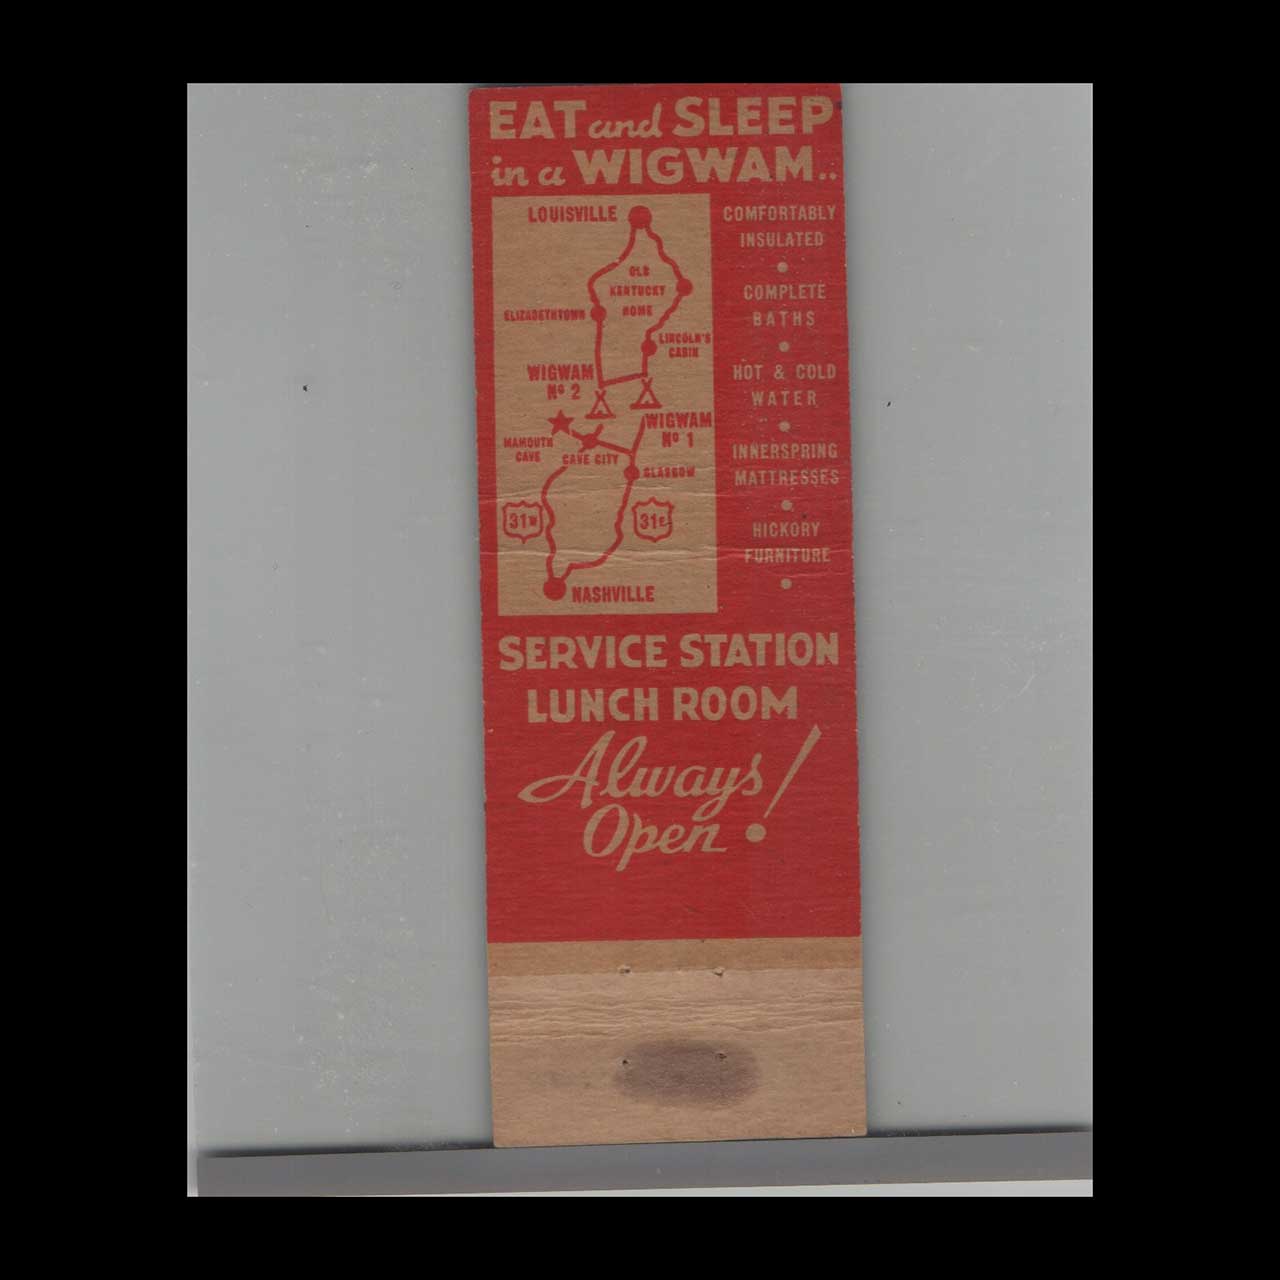 EAT and SLEEP
in a WIGWAM..
LOUISVILLE
OLD
KENTUCKY
HOME
ELIZABETHTOWN
LINCOLN'S
CABIN
WIGWAM
Nº 2
WIGWAM
Nº 1
MAMOUTH
CAVE
CAVE CITY
GLASGOW
31W
31E
NASHVILLE
COMFORTABLY
INSULATED
•
COMPLETE
BATHS
•
HOT & COLD
WATER
•
INNERSPRING
MATTRESSES
•
HICKORY
FURNITURE
•
SERVICE STATION
LUNCH ROOM
Always
Open!